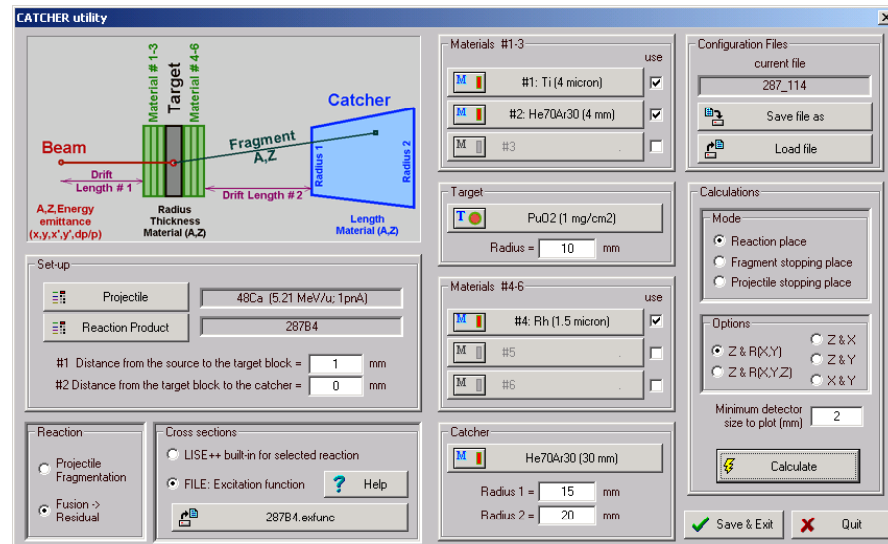 CATCHER utility
Material # 1-3
Target
Material # 4-6
Catcher
Beam
Fragment
A,Z
Radius 1
Radius 2
Drift
Length # 1
Drift Length #2
A,Z,Energy
emittance
(x,y,x',y',dp/p)
Radius
Thickness
Material (A,Z)
Length
Material (A,Z)
Set-up
Projectile
48Ca (5.21 MeV/u; 1pnA)
Reaction Product
287B4
#1 Distance from the source to the target block = 1 mm
#2 Distance from the target block to the catcher = 0 mm
Reaction
Projectile
Fragmentation
Fusion ->
Residual
Cross sections
LISE++ built-in for selected reaction
FILE: Excitation function
? Help
287B4.exfunc
Materials #1-3
use
M #1: Ti (4 micron)
M #2: He70Ar30 (4 mm)
M #3 .
Target
T PuO2 (1 mg/cm2)
Radius = 10 mm
Materials #4-6
use
M #4: Rh (1.5 micron)
M #5 .
M #6 .
Catcher
M He70Ar30 (30 mm)
Radius 1 = 15 mm
Radius 2 = 20 mm
Configuration Files
current file
287_114
Save file as
Load file
Calculations
Mode
Reaction place
Fragment stopping place
Projectile stopping place
Options
Z & R(X,Y)
Z & R(X,Y,Z)
Z & X
Z & Y
X & Y
Minimum detector
size to plot (mm) 2
Calculate
Save & Exit
X Quit